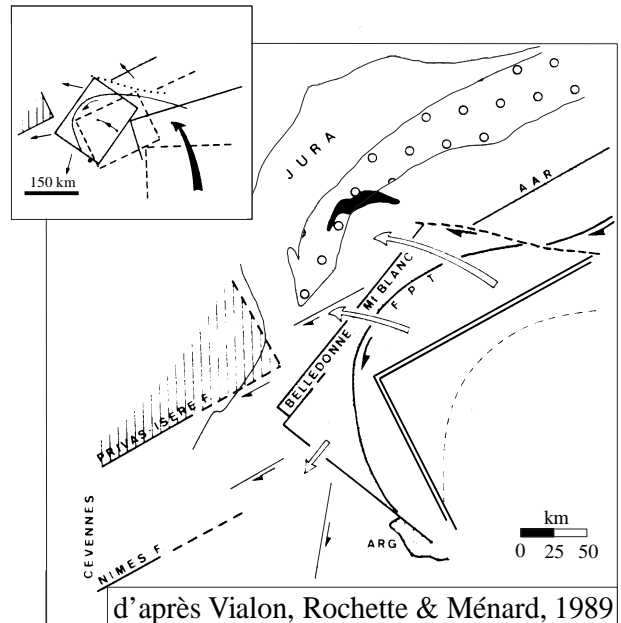 150 km
JURA
AAR
MT BLANC
F P T
BELLEDONNE
PRIVAS-ISERE F.
CEVENNES
NIMES F.
ARG
km
0 25 50
d'après Vialon, Rochette & Ménard, 1989